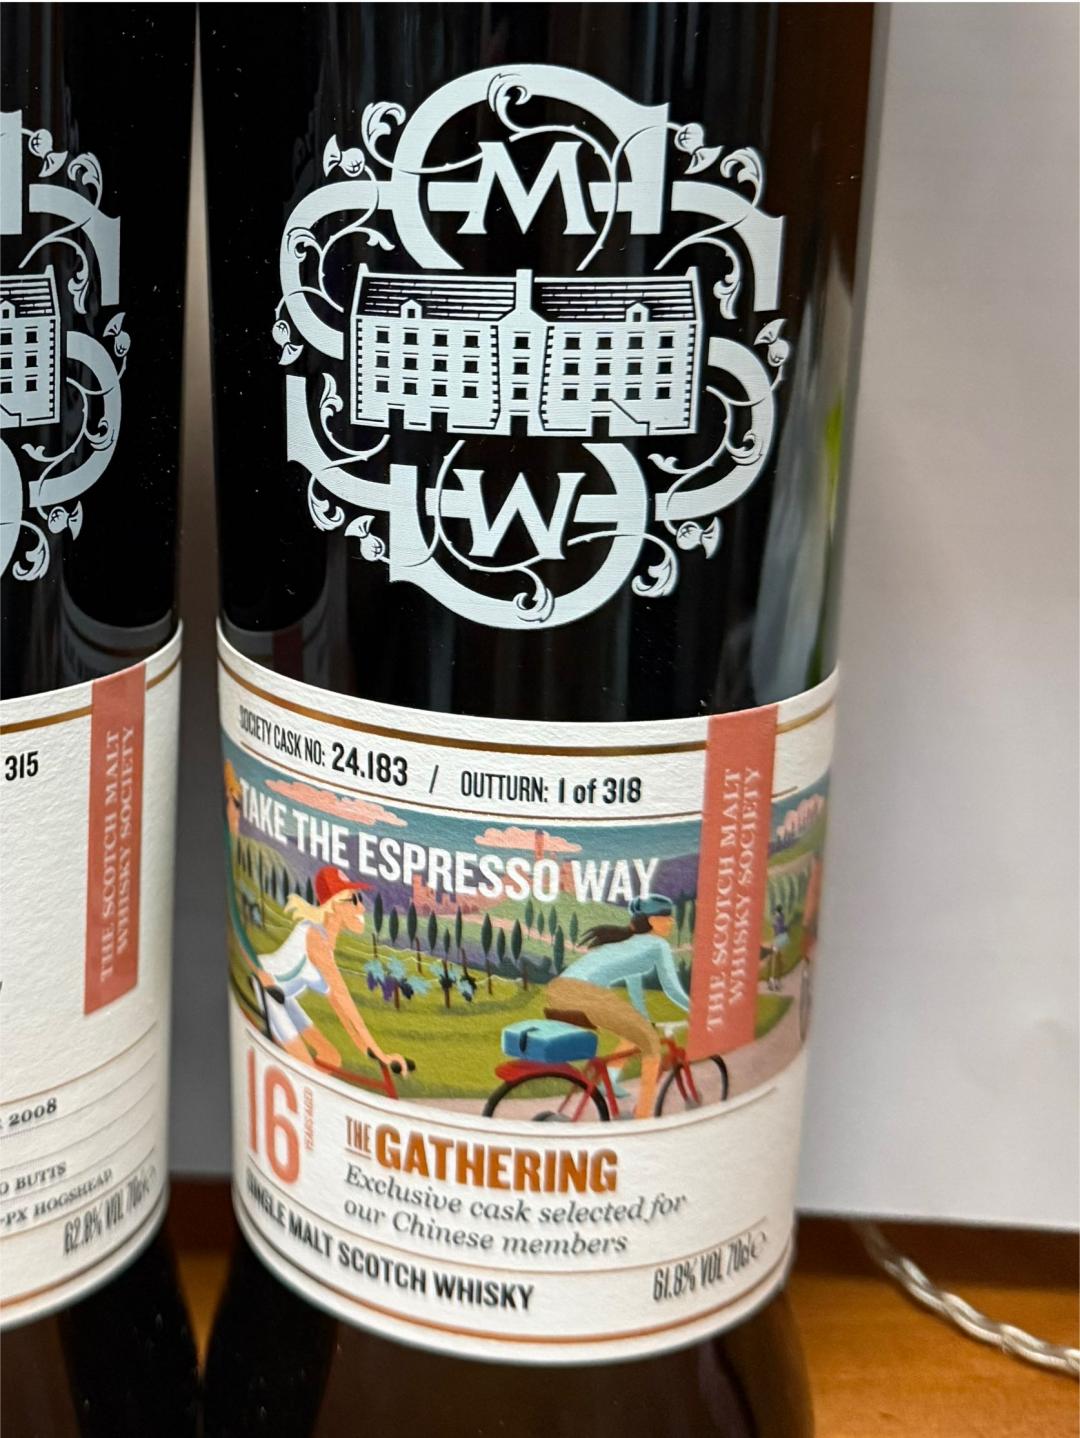 M
W
315
THE SCOTCH MALT
WHISKY SOCIETY
2008
BUTTS
-PX HOGSHEAD
62.8% VOL 70cl e
SOCIETY CASK NO: 24.183 / OUTTURN: 1 of 318
TAKE THE ESPRESSO WAY
THE SCOTCH MALT
WHISKY SOCIETY
16 YEARS AGED
THE GATHERING
Exclusive cask selected for
our Chinese members
SINGLE MALT SCOTCH WHISKY
61.8% VOL 70cl e